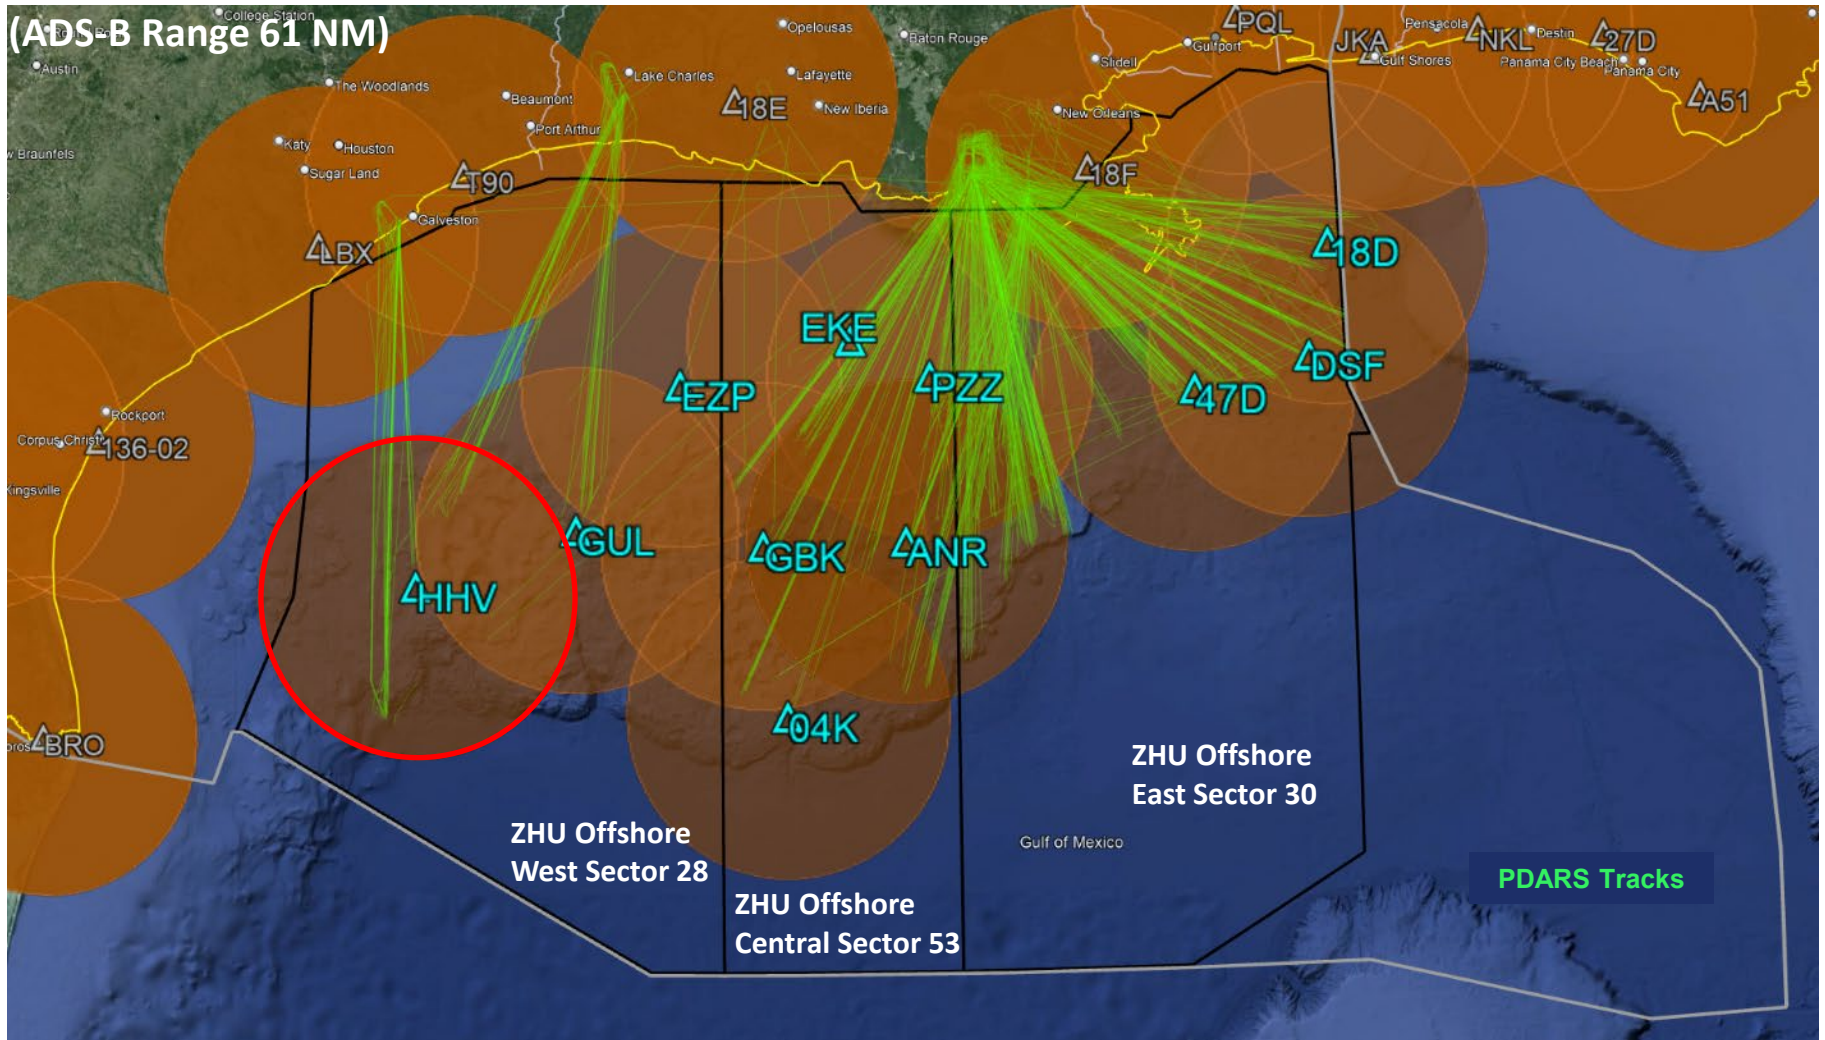 (ADS-B Range 61 NM)
College Station
Austin
The Woodlands
Beaumont
Port Arthur
Lake Charles
Opelousas
Lafayette
New Iberia
18E
Baton Rouge
Slidell
Gulfport
PQL
JKA
Gulf Shores
Pensacola
NKL
Destin
27D
Panama City Beach
Panama City
A51
New Orleans
18F
w Braunfels
Katy
Houston
Sugar Land
T90
Galveston
LBX
18D
EKE
DSF
EZP
PZZ
47D
Rockport
Corpus Christi
136-02
Kingsville
GUL
GBK
ANR
HHV
04K
BRO
ZHU Offshore
East Sector 30
ZHU Offshore
West Sector 28
Gulf of Mexico
PDARS Tracks
ZHU Offshore
Central Sector 53